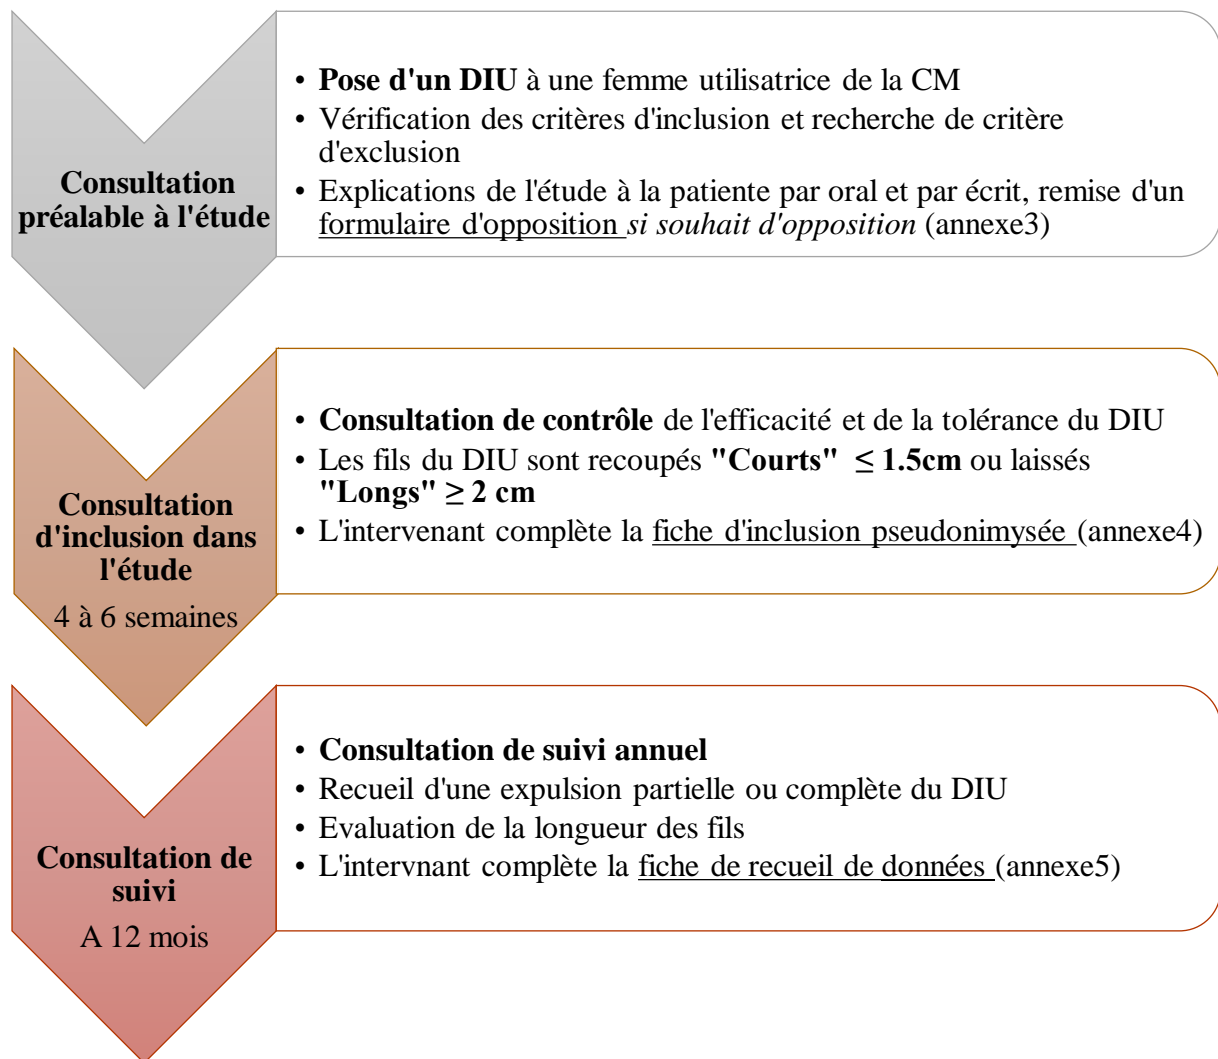 Consultation
préalable à l'étude
• Pose d'un DIU à une femme utilisatrice de la CM
• Vérification des critères d'inclusion et recherche de critère
d'exclusion
• Explications de l'étude à la patiente par oral et par écrit, remise d'un
formulaire d'opposition si souhait d'opposition (annexe3)
Consultation
d'inclusion dans
l'étude
4 à 6 semaines
• Consultation de contrôle de l'efficacité et de la tolérance du DIU
• Les fils du DIU sont recoupés "Courts" ≤ 1.5cm ou laissés
"Longs" ≥ 2 cm
• L'intervenant complète la fiche d'inclusion pseudonimysée (annexe4)
Consultation de
suivi
A 12 mois
• Consultation de suivi annuel
• Recueil d'une expulsion partielle ou complète du DIU
• Evaluation de la longueur des fils
• L'intervnant complète la fiche de recueil de données (annexe5)